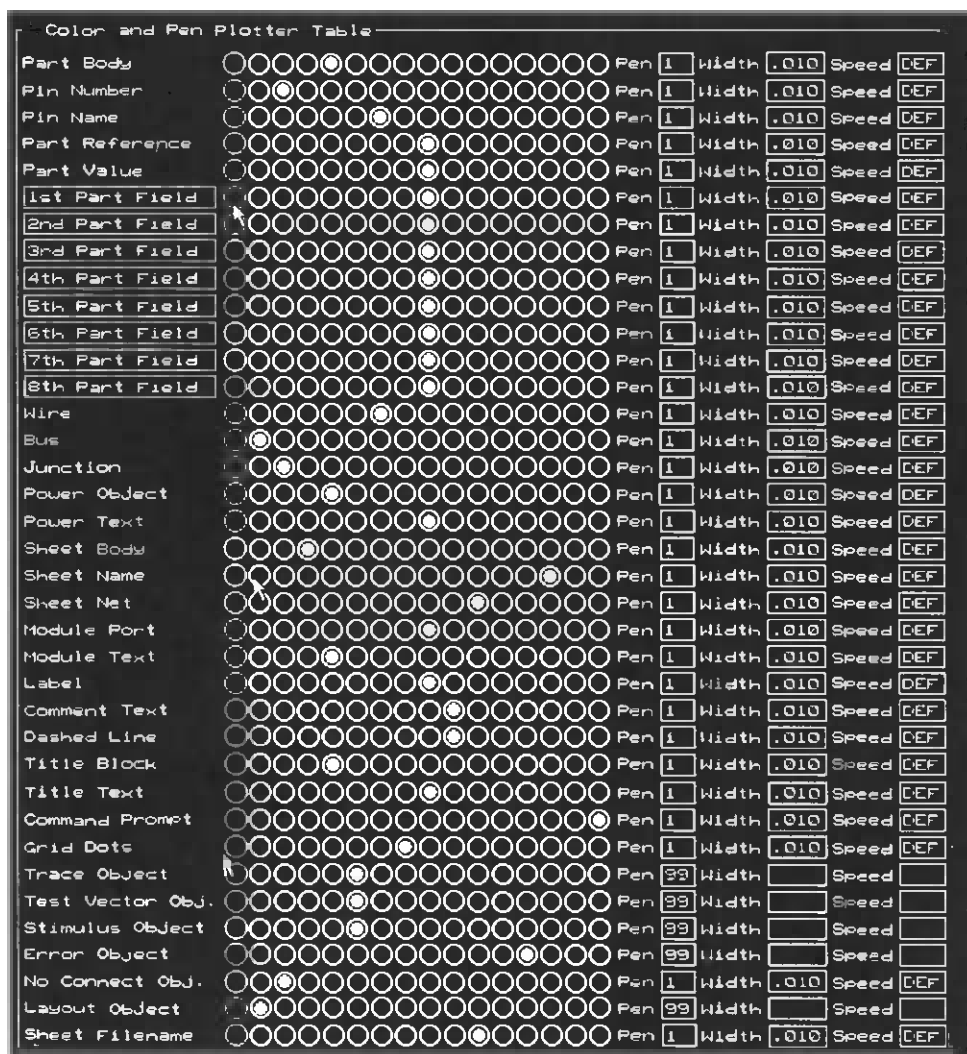 Color and Pen Plotter Table
Part Body Pen 1 Width .010 Speed DEF
Pin Number Pen 1 Width .010 Speed DEF
Pin Name Pen 1 Width .010 Speed DEF
Part Reference Pen 1 Width .010 Speed DEF
Part Value Pen 1 Width .010 Speed DEF
1st Part Field Pen 1 Width .010 Speed DEF
2nd Part Field Pen 1 Width .010 Speed DEF
3rd Part Field Pen 1 Width .010 Speed DEF
4th Part Field Pen 1 Width .010 Speed DEF
5th Part Field Pen 1 Width .010 Speed DEF
6th Part Field Pen 1 Width .010 Speed DEF
7th Part Field Pen 1 Width .010 Speed DEF
8th Part Field Pen 1 Width .010 Speed DEF
Wire Pen 1 Width .010 Speed DEF
Bus Pen 1 Width .010 Speed DEF
Junction Pen 1 Width .010 Speed DEF
Power Object Pen 1 Width .010 Speed DEF
Power Text Pen 1 Width .010 Speed DEF
Sheet Body Pen 1 Width .010 Speed DEF
Sheet Name Pen 1 Width .010 Speed DEF
Sheet Net Pen 1 Width .010 Speed DEF
Module Port Pen 1 Width .010 Speed DEF
Module Text Pen 1 Width .010 Speed DEF
Label Pen 1 Width .010 Speed DEF
Comment Text Pen 1 Width .010 Speed DEF
Dashed Line Pen 1 Width .010 Speed DEF
Title Block Pen 1 Width .010 Speed DEF
Title Text Pen 1 Width .010 Speed DEF
Command Prompt Pen 1 Width .010 Speed DEF
Grid Dots Pen 1 Width .010 Speed DEF
Trace Object Pen 99 Width Speed
Test Vector Obj. Pen 99 Width Speed
Stimulus Object Pen 99 Width Speed
Error Object Pen 99 Width Speed
No Connect Obj. Pen 1 Width .010 Speed DEF
Layout Object Pen 99 Width Speed
Sheet Filename Pen 1 Width .010 Speed DEF